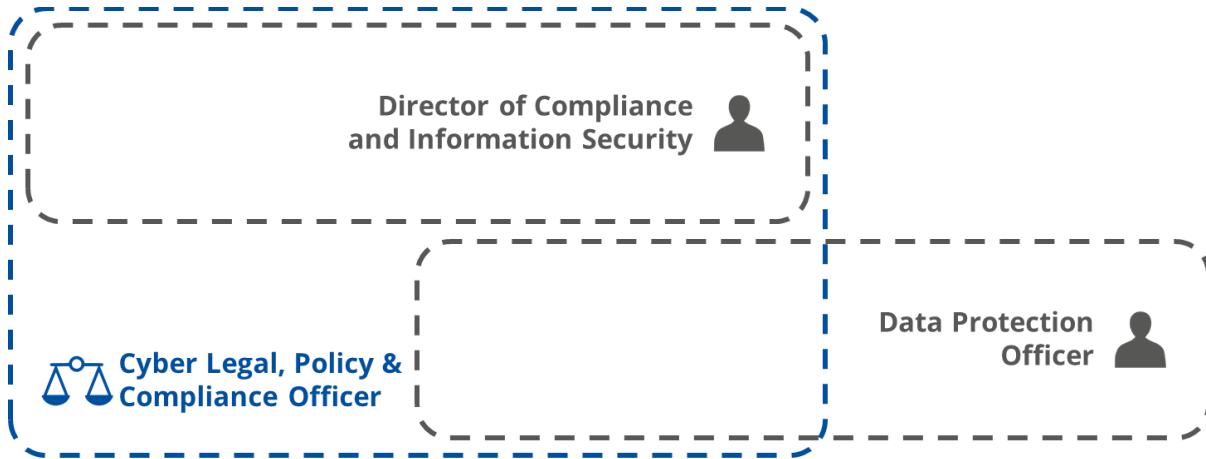 Director of Compliance
and Information Security
Data Protection
Officer
Cyber Legal, Policy &
Compliance Officer